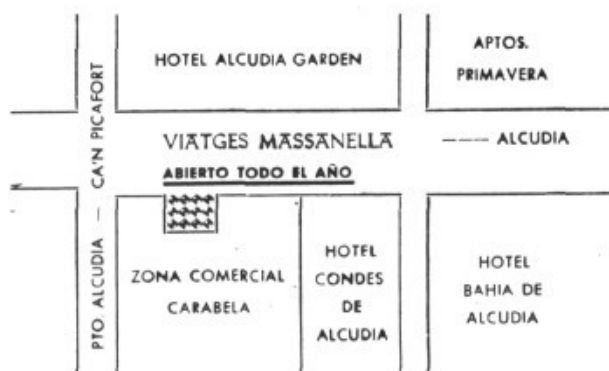 HOTEL ALCUDIA GARDEN
APTOS.
PRIMAVERA
PTO. ALCUDIA — CA'N PICAFORT
VIATGES MASSANELLA
ALCUDIA
ABIERTO TODO EL AÑO
ZONA COMERCIAL
CARABELA
HOTEL
CONDES
DE
ALCUDIA
HOTEL
BAHIA DE
ALCUDIA